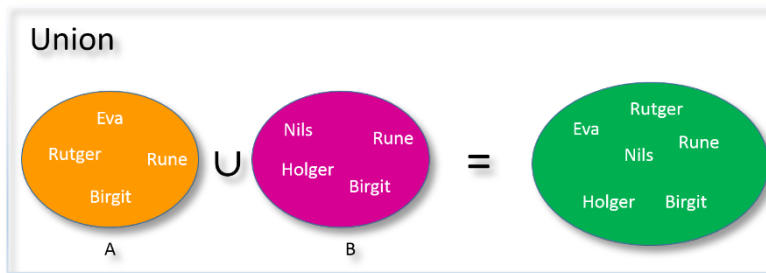 Union
Eva
Rutger
Rune
Birgit
A
∪
Nils
Rune
Holger
Birgit
B
=
Rutger
Eva
Rune
Nils
Holger
Birgit